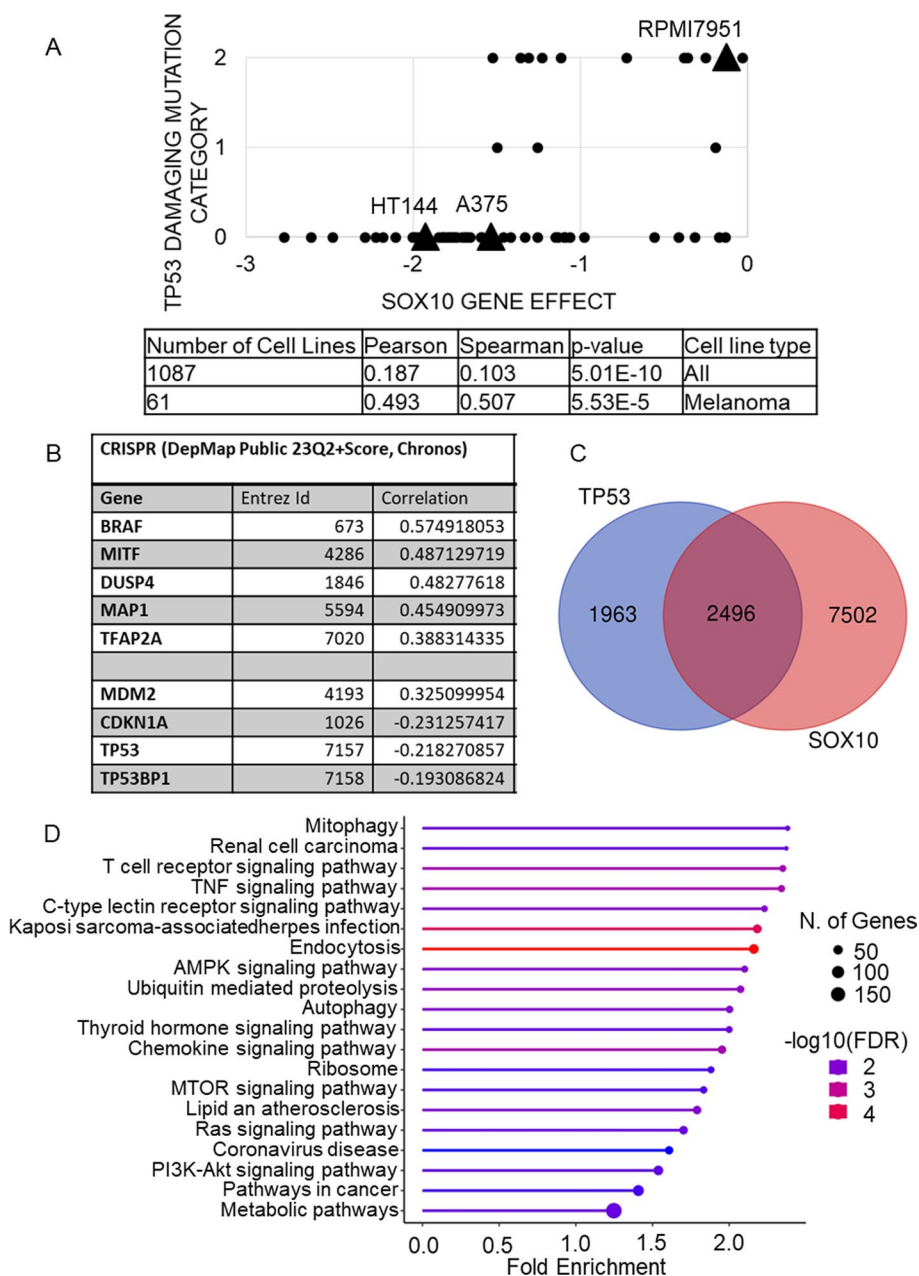 A
RPMI7951
TP53 DAMAGING MUTATION
CATEGORY
2
1
0
HT144
A375
-3
-2
-1
0
SOX10 GENE EFFECT
Number of Cell Lines Pearson Spearman p-value Cell line type
1087 0.187 0.103 5.01E-10 All
61 0.493 0.507 5.53E-5 Melanoma
B
CRISPR (DepMap Public 23Q2+Score, Chronos)
Gene Entrez Id Correlation
BRAF 673 0.574918053
MITF 4286 0.487129719
DUSP4 1846 0.48277618
MAP1 5594 0.454909973
TFAP2A 7020 0.388314335
MDM2 4193 0.325099954
CDKN1A 1026 -0.231257417
TP53 7157 -0.218270857
TP53BP1 7158 -0.193086824
C
TP53
1963
2496
7502
SOX10
D
Mitophagy
Renal cell carcinoma
T cell receptor signaling pathway
TNF signaling pathway
C-type lectin receptor signaling pathway
Kaposi sarcoma-associatedherpes infection
Endocytosis
AMPK signaling pathway
Ubiquitin mediated proteolysis
Autophagy
Thyroid hormone signaling pathway
Chemokine signaling pathway
Ribosome
MTOR signaling pathway
Lipid an atherosclerosis
Ras signaling pathway
Coronavirus disease
PI3K-Akt signaling pathway
Pathways in cancer
Metabolic pathways
0.0 0.5 1.0 1.5 2.0
Fold Enrichment
N. of Genes
50
100
150
-log10(FDR)
2
3
4